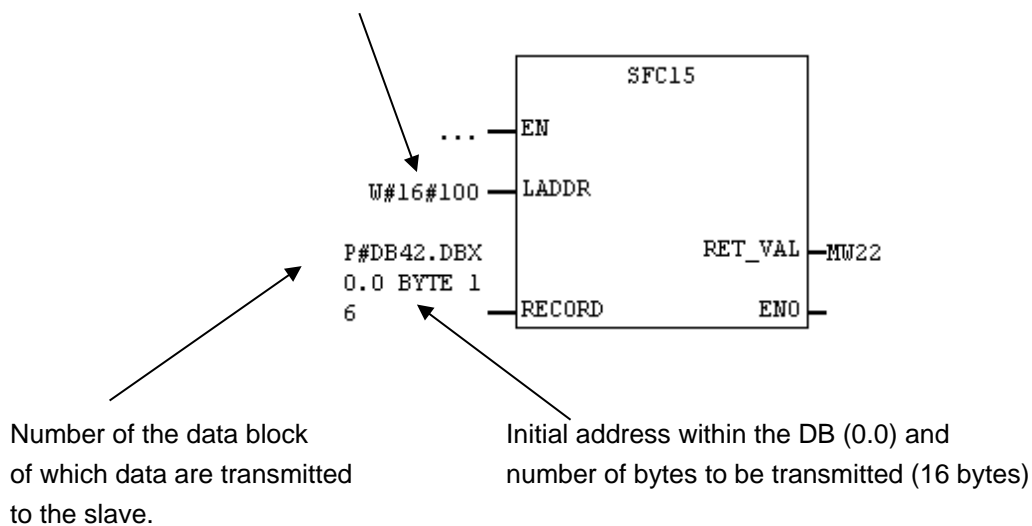 SFC15
... EN
W#16#100 LADDR
P#DB42.DBX RET_VAL MW22
0.0 BYTE 1
6 RECORD ENO
Number of the data block
of which data are transmitted
to the slave.
Initial address within the DB (0.0) and
number of bytes to be transmitted (16 bytes)